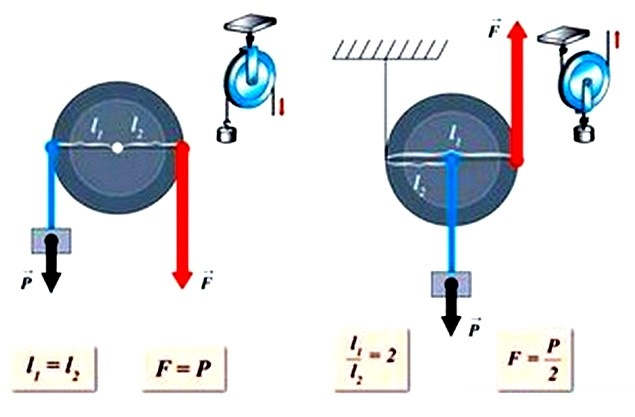 l₁ l₂
P⃗
F⃗
l₁ = l₂
F = P
F⃗
l₁
l₂
P⃗
l₁/l₂ = 2
F = P/2